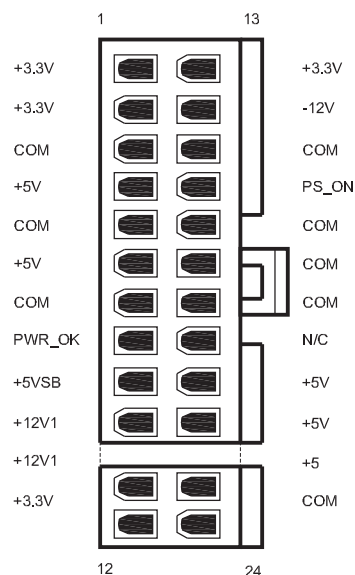 1 13
+3.3V +3.3V
+3.3V -12V
COM COM
+5V PS_ON
COM COM
+5V COM
COM COM
PWR_OK N/C
+5VSB +5V
+12V1 +5V
+12V1 +5
+3.3V COM
12 24